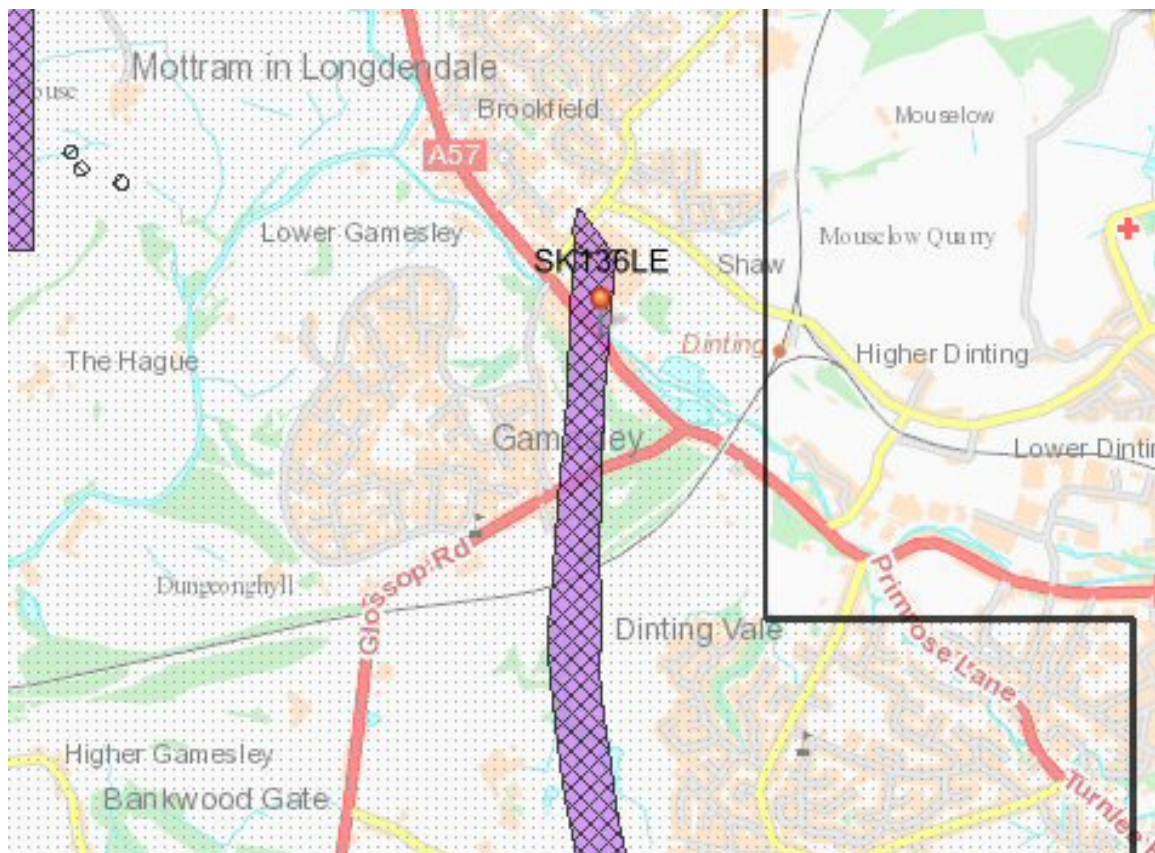 Mottram in Longdendale
ouse
Brookfield
Mouselow
A57
Lower Gamesley
Mouselow Quarry
SK136LE
Shaw
Dinting
Higher Dinting
The Hague
Gamesley
Lower Dintin
Glossop Rd
Dungeonghyll
Primrose Lane
Dinting Vale
Higher Gamesley
Bankwood Gate
Turnlee